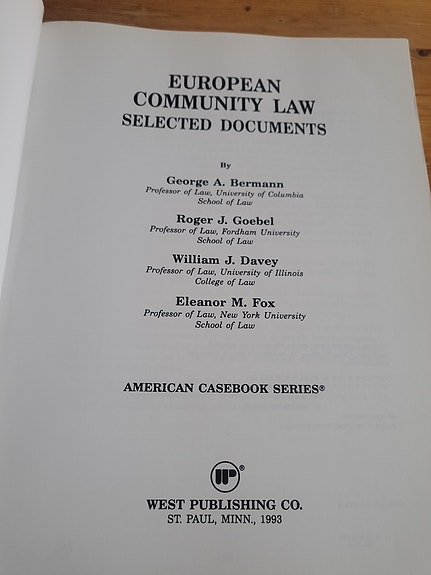 EUROPEAN
COMMUNITY LAW
SELECTED DOCUMENTS
By
George A. Bermann
Professor of Law, University of Columbia
School of Law
Roger J. Goebel
Professor of Law, Fordham University
School of Law
William J. Davey
Professor of Law, University of Illinois
College of Law
Eleanor M. Fox
Professor of Law, New York University
School of Law
AMERICAN CASEBOOK SERIES®
WP®
WEST PUBLISHING CO.
ST. PAUL, MINN., 1993